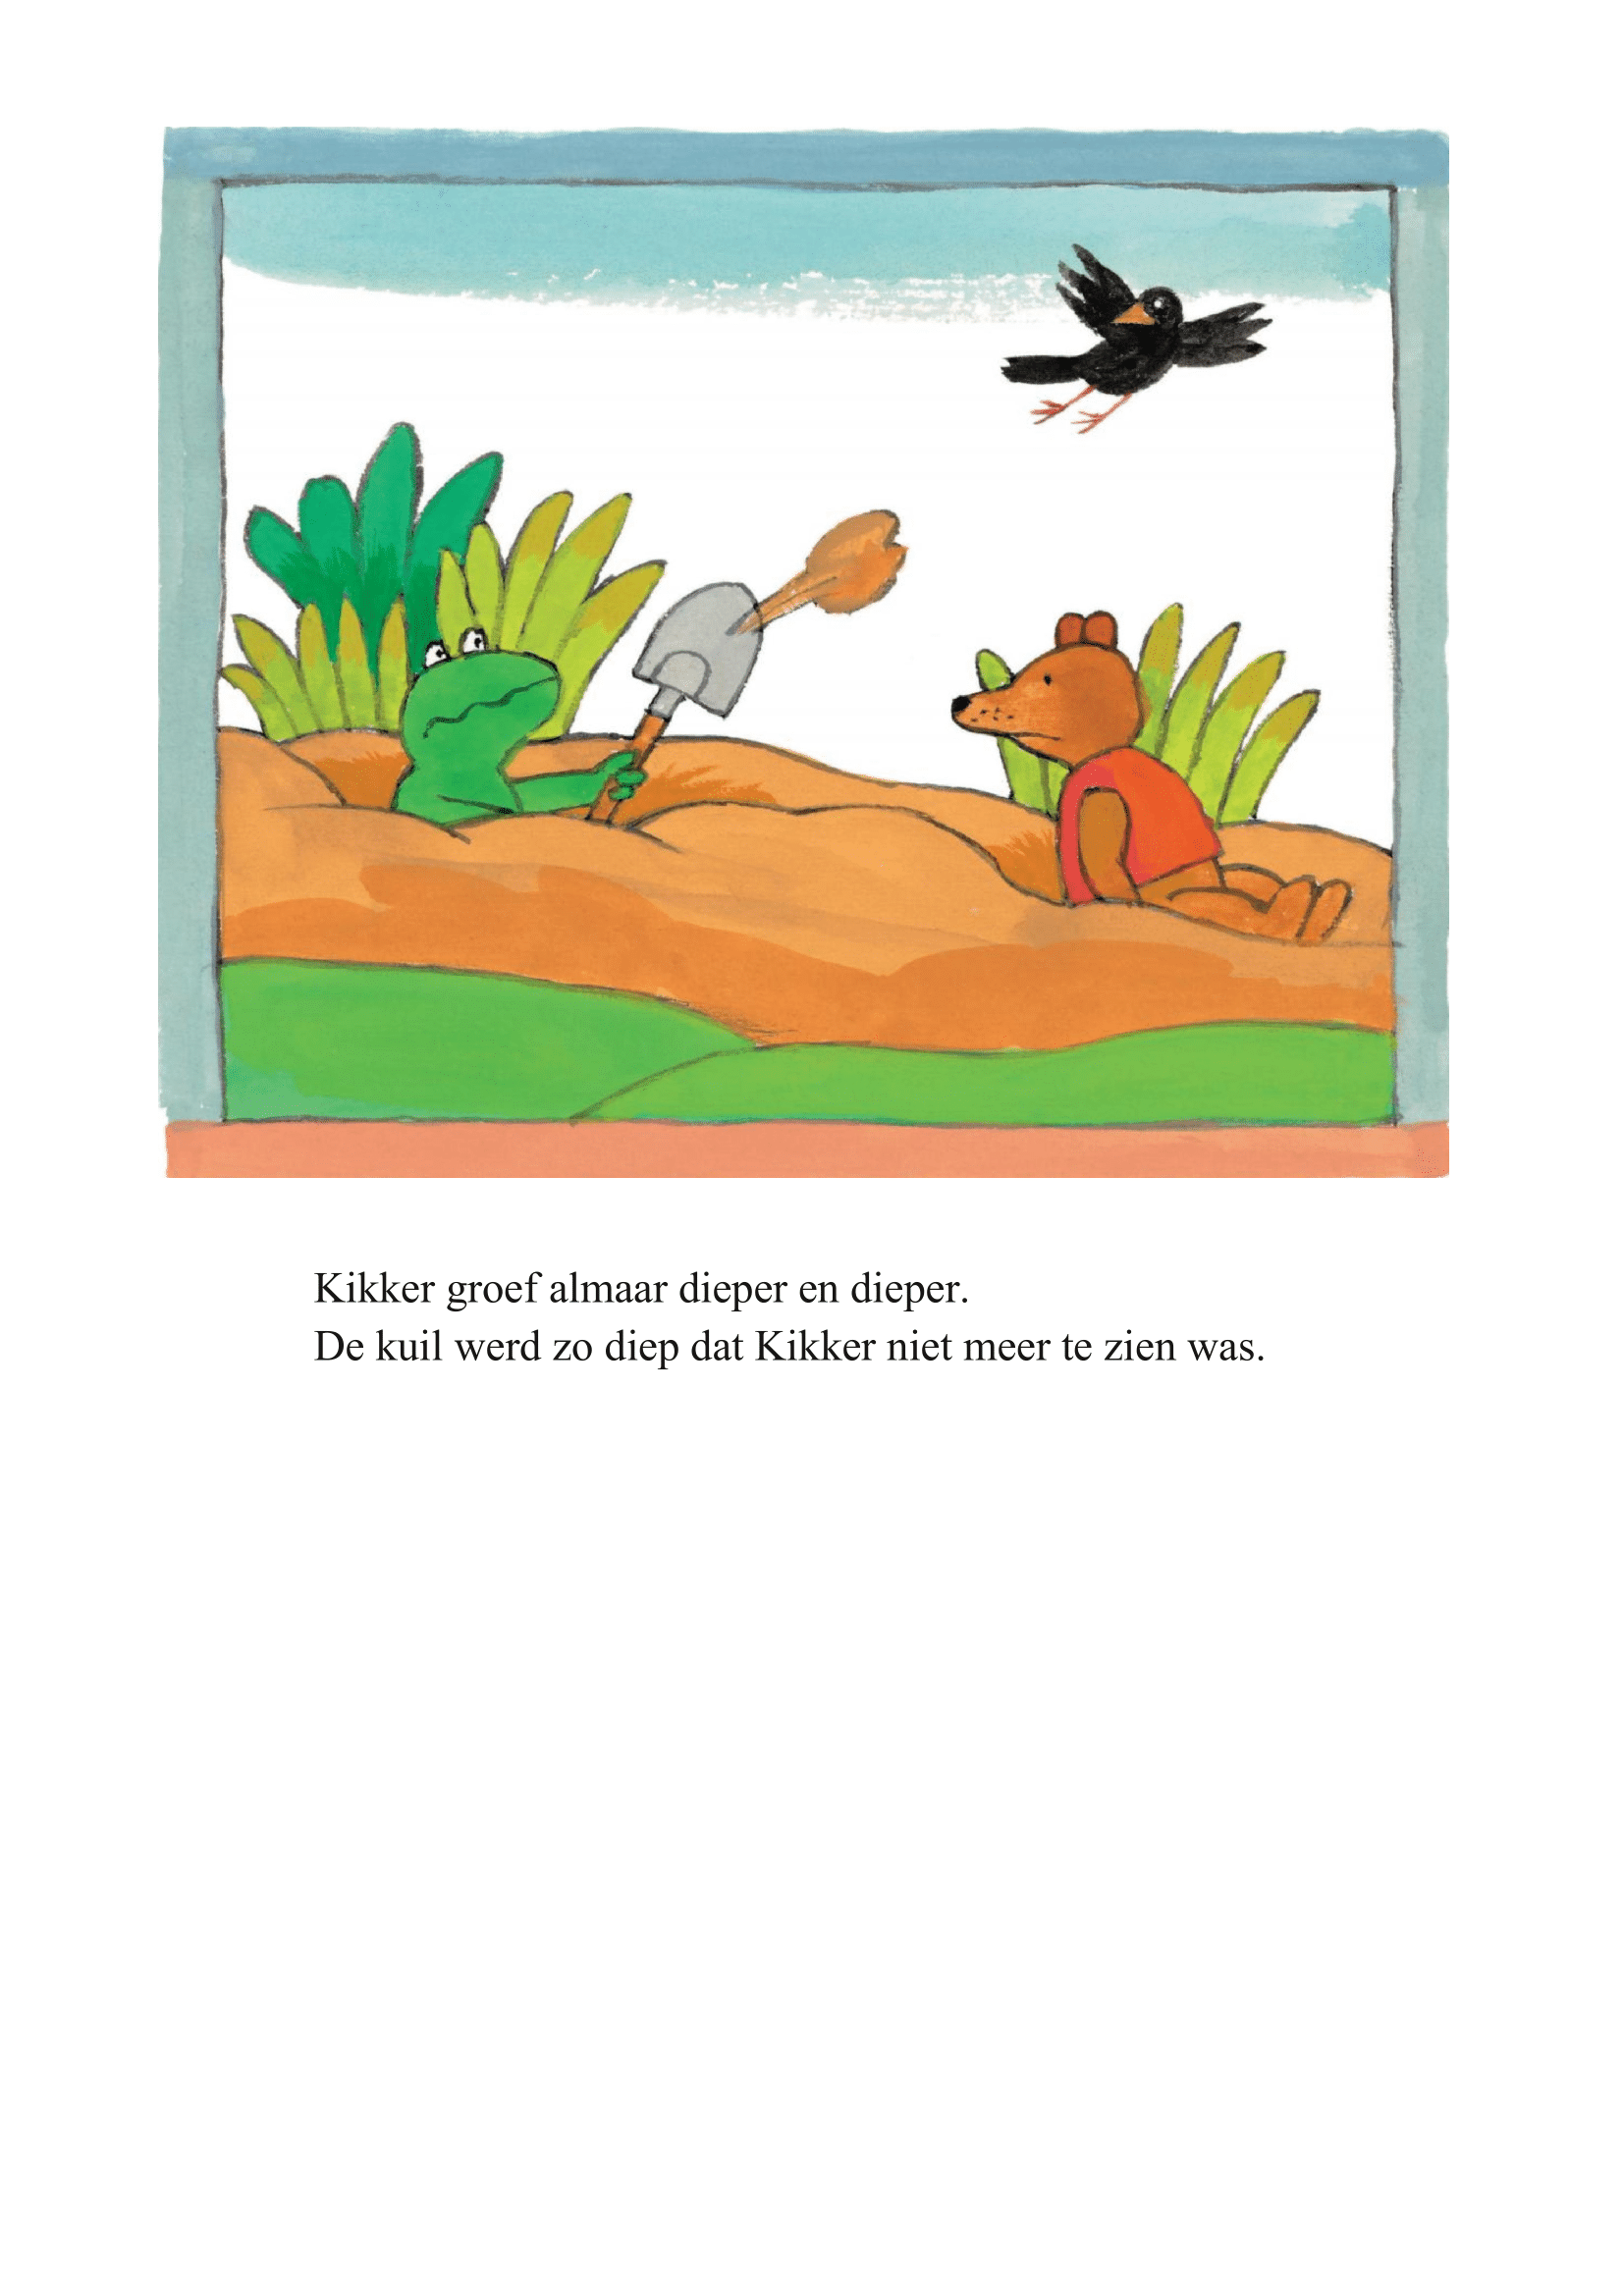 Kikker groef almaar dieper en dieper.
De kuil werd zo diep dat Kikker niet meer te zien was.